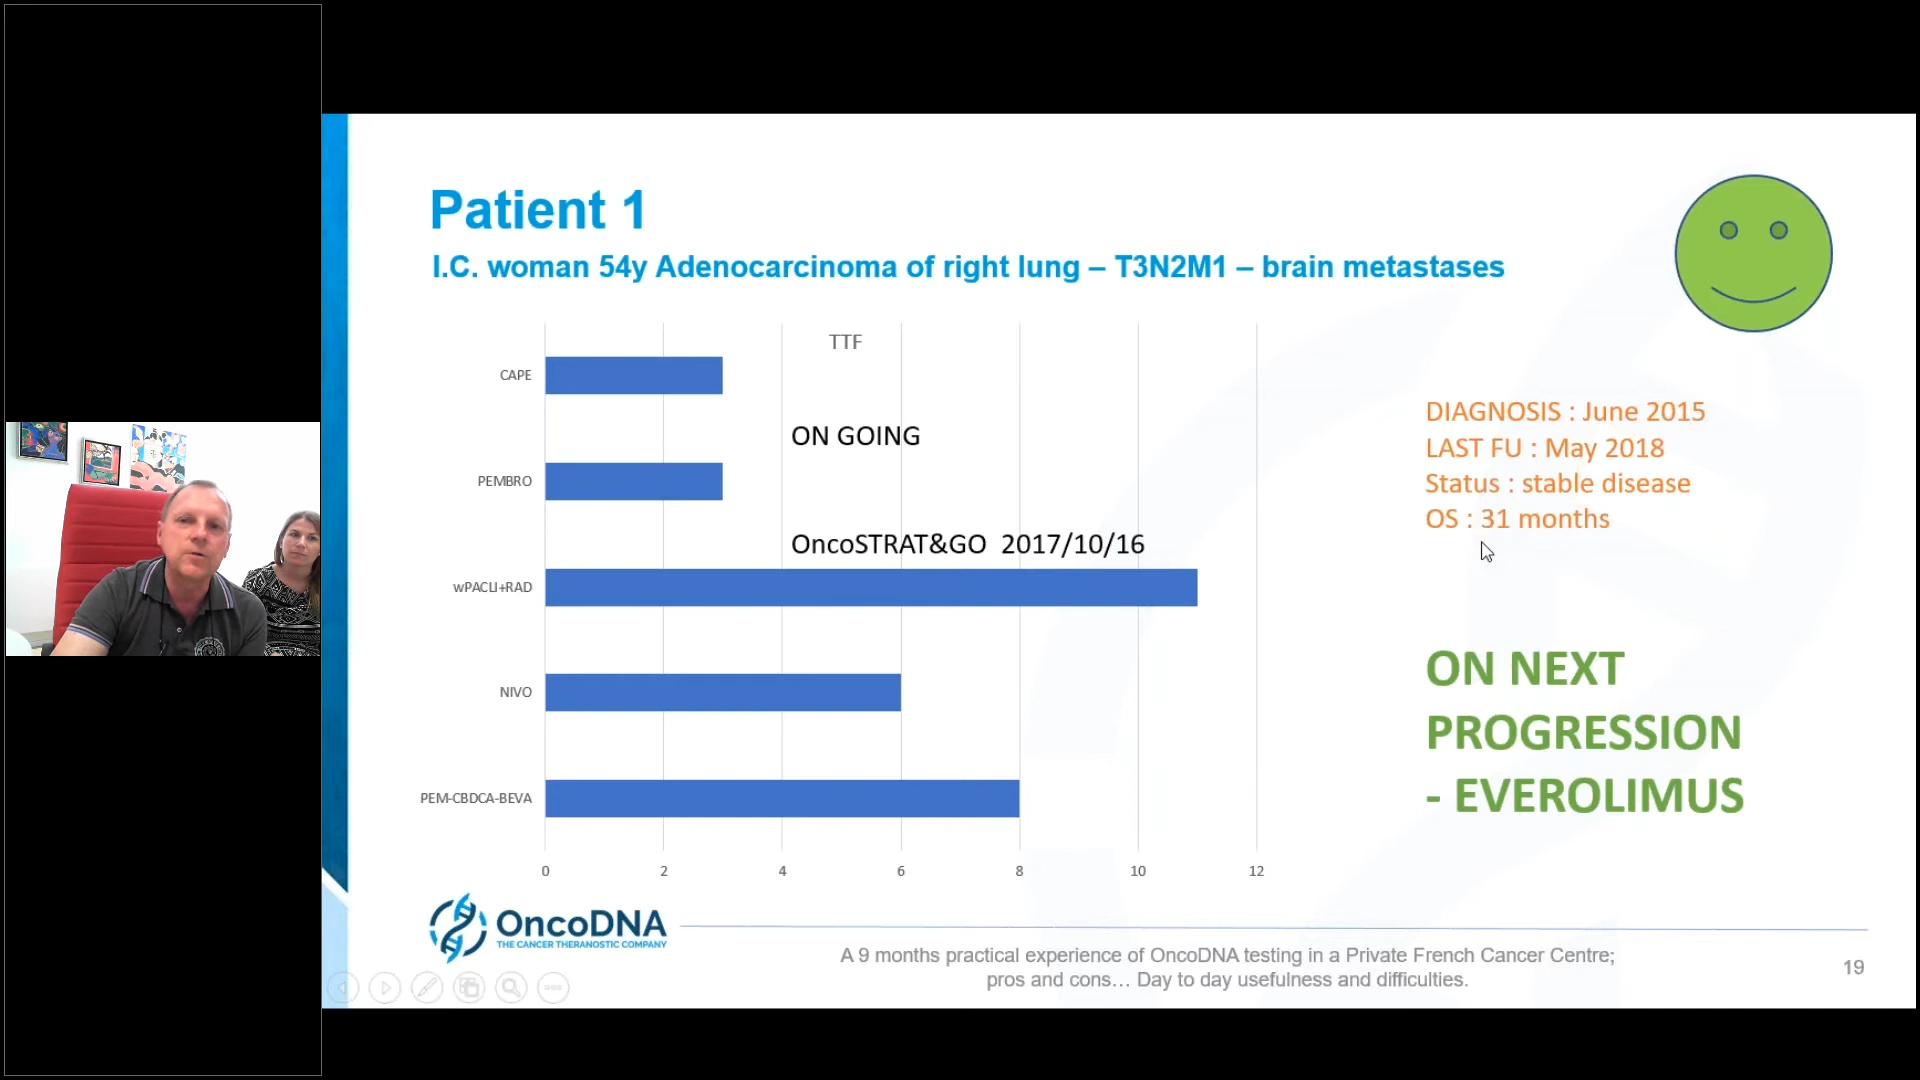 Patient 1
I.C. woman 54y Adenocarcinoma of right lung – T3N2M1 – brain metastases
TTF
CAPE
ON GOING
PEMBRO
OncoSTRAT&GO 2017/10/16
wPACLI+RAD
NIVO
PEM-CBDCA-BEVA
0 2 4 6 8 10 12
DIAGNOSIS : June 2015
LAST FU : May 2018
Status : stable disease
OS : 31 months
ON NEXT
PROGRESSION
- EVEROLIMUS
OncoDNA
THE CANCER THERANOSTIC COMPANY
A 9 months practical experience of OncoDNA testing in a Private French Cancer Centre;
pros and cons… Day to day usefulness and difficulties.
19